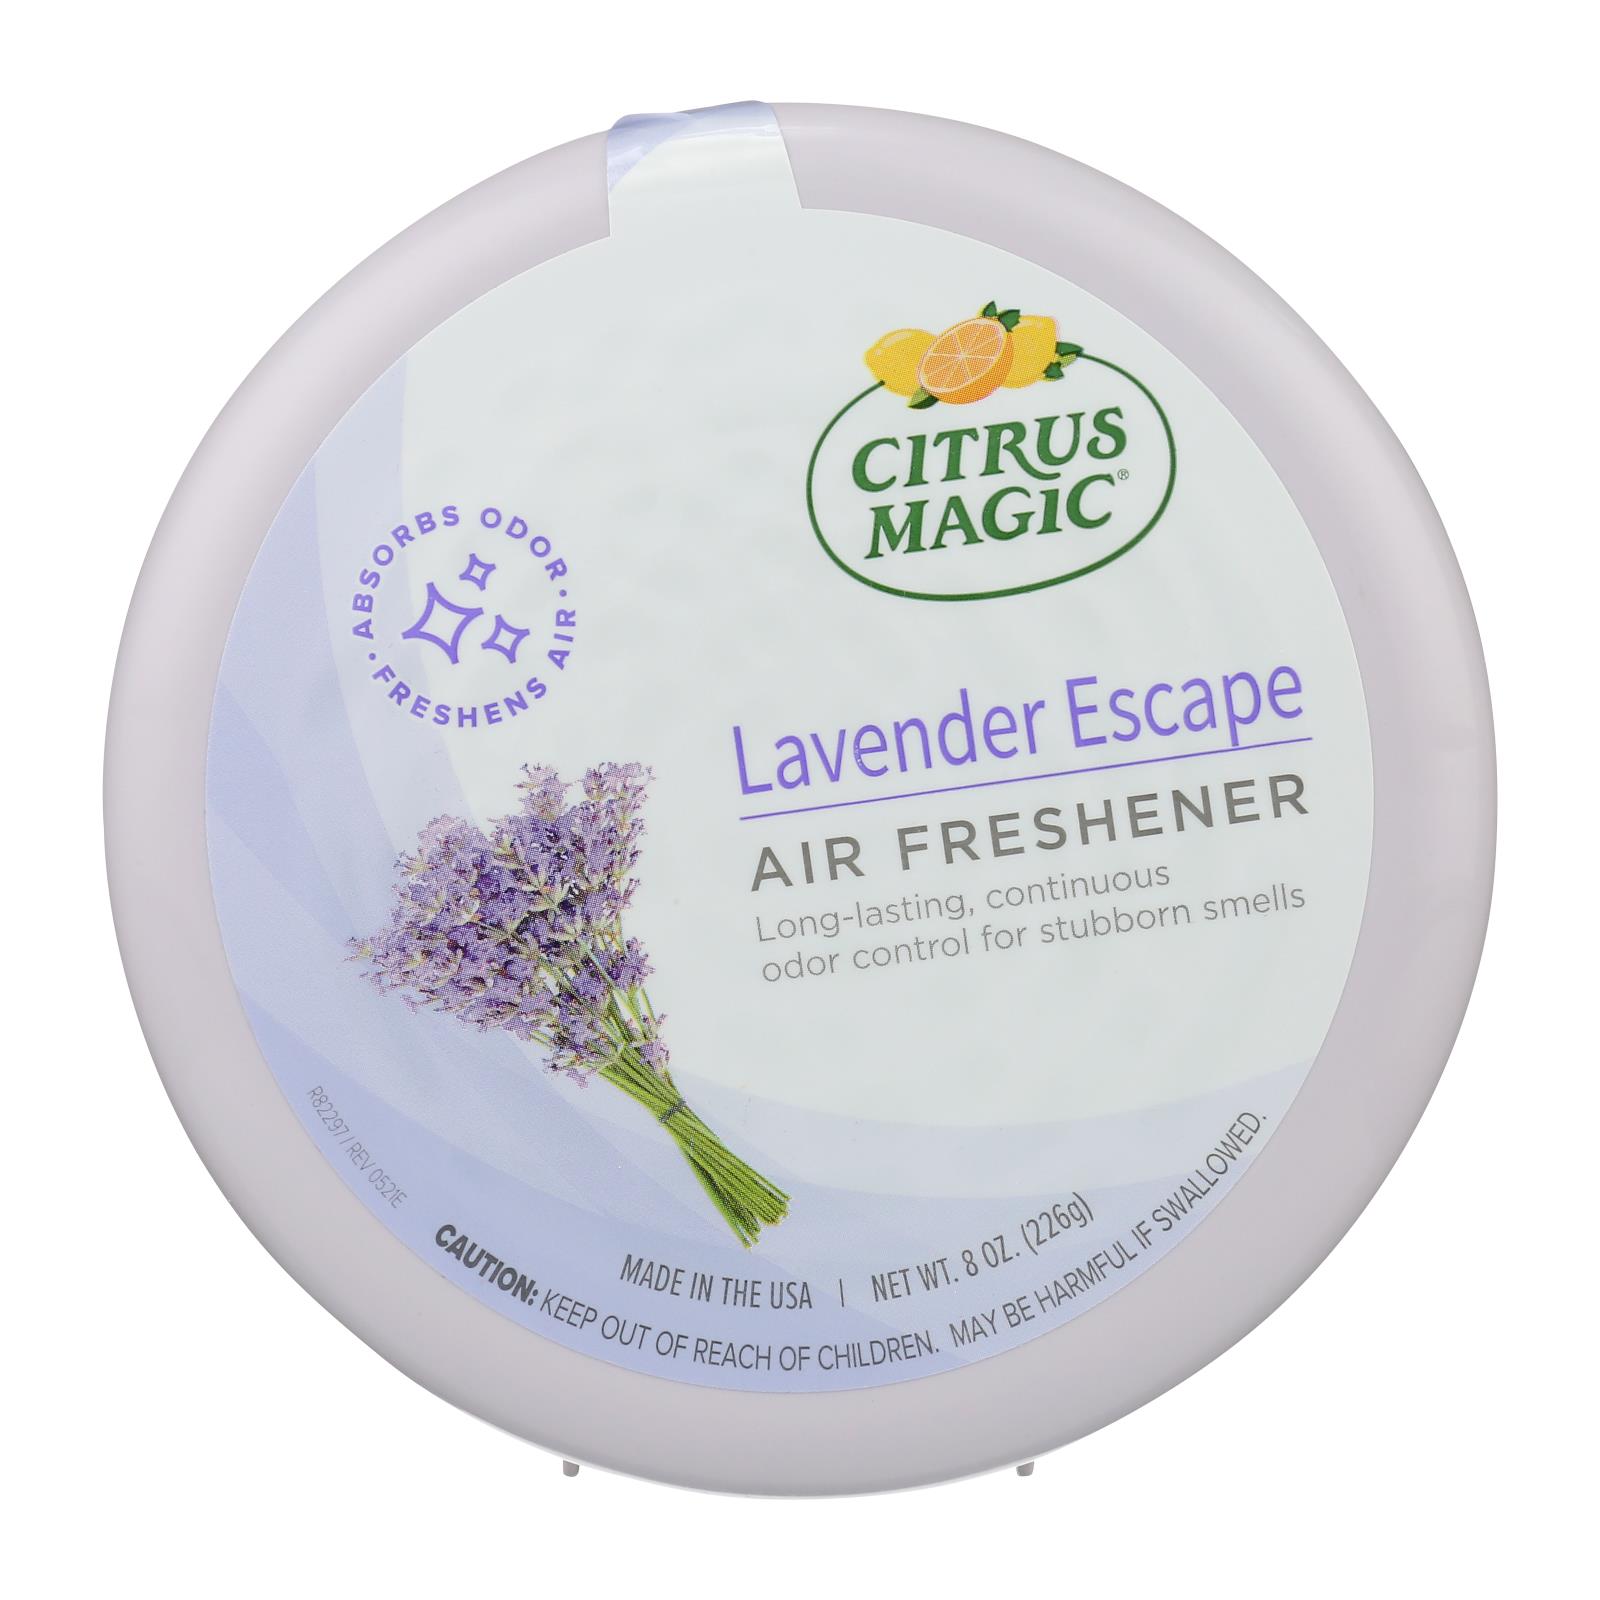 CITRUS
MAGIC®
ABSORBS ODOR •
FRESHENS AIR •
Lavender Escape
AIR FRESHENER
Long-lasting, continuous
odor control for stubborn smells
R82297 / REV 0521E
MADE IN THE USA | NET WT. 8 OZ. (226g)
CAUTION: KEEP OUT OF REACH OF CHILDREN. MAY BE HARMFUL IF SWALLOWED.